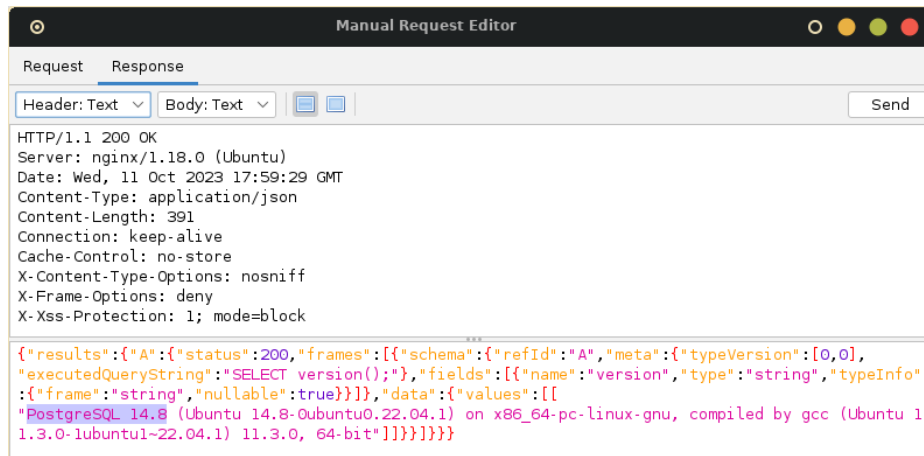 Manual Request Editor
Request Response
Header: Text Body: Text Send
HTTP/1.1 200 OK
Server: nginx/1.18.0 (Ubuntu)
Date: Wed, 11 Oct 2023 17:59:29 GMT
Content-Type: application/json
Content-Length: 391
Connection: keep-alive
Cache-Control: no-store
X-Content-Type-Options: nosniff
X-Frame-Options: deny
X-Xss-Protection: 1; mode=block
{"results":{"A":{"status":200,"frames":[{"schema":{"refId":"A","meta":{"typeVersion":[0,0],
"executedQueryString":"SELECT version();"},"fields":[{"name":"version","type":"string","typeInfo"
:{"frame":"string","nullable":true}}]},"data":{"values":[[
"PostgreSQL 14.8 (Ubuntu 14.8-0ubuntu0.22.04.1) on x86_64-pc-linux-gnu, compiled by gcc (Ubuntu 1
1.3.0-1ubuntu1~22.04.1) 11.3.0, 64-bit"]]}}]}}}